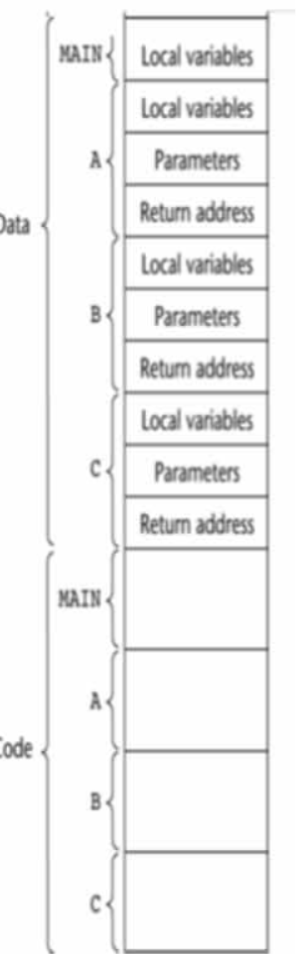 MAIN
Local variables
Local variables
A
Parameters
Return address
Data
Local variables
B
Parameters
Return address
Local variables
C
Parameters
Return address
MAIN
A
Code
B
C